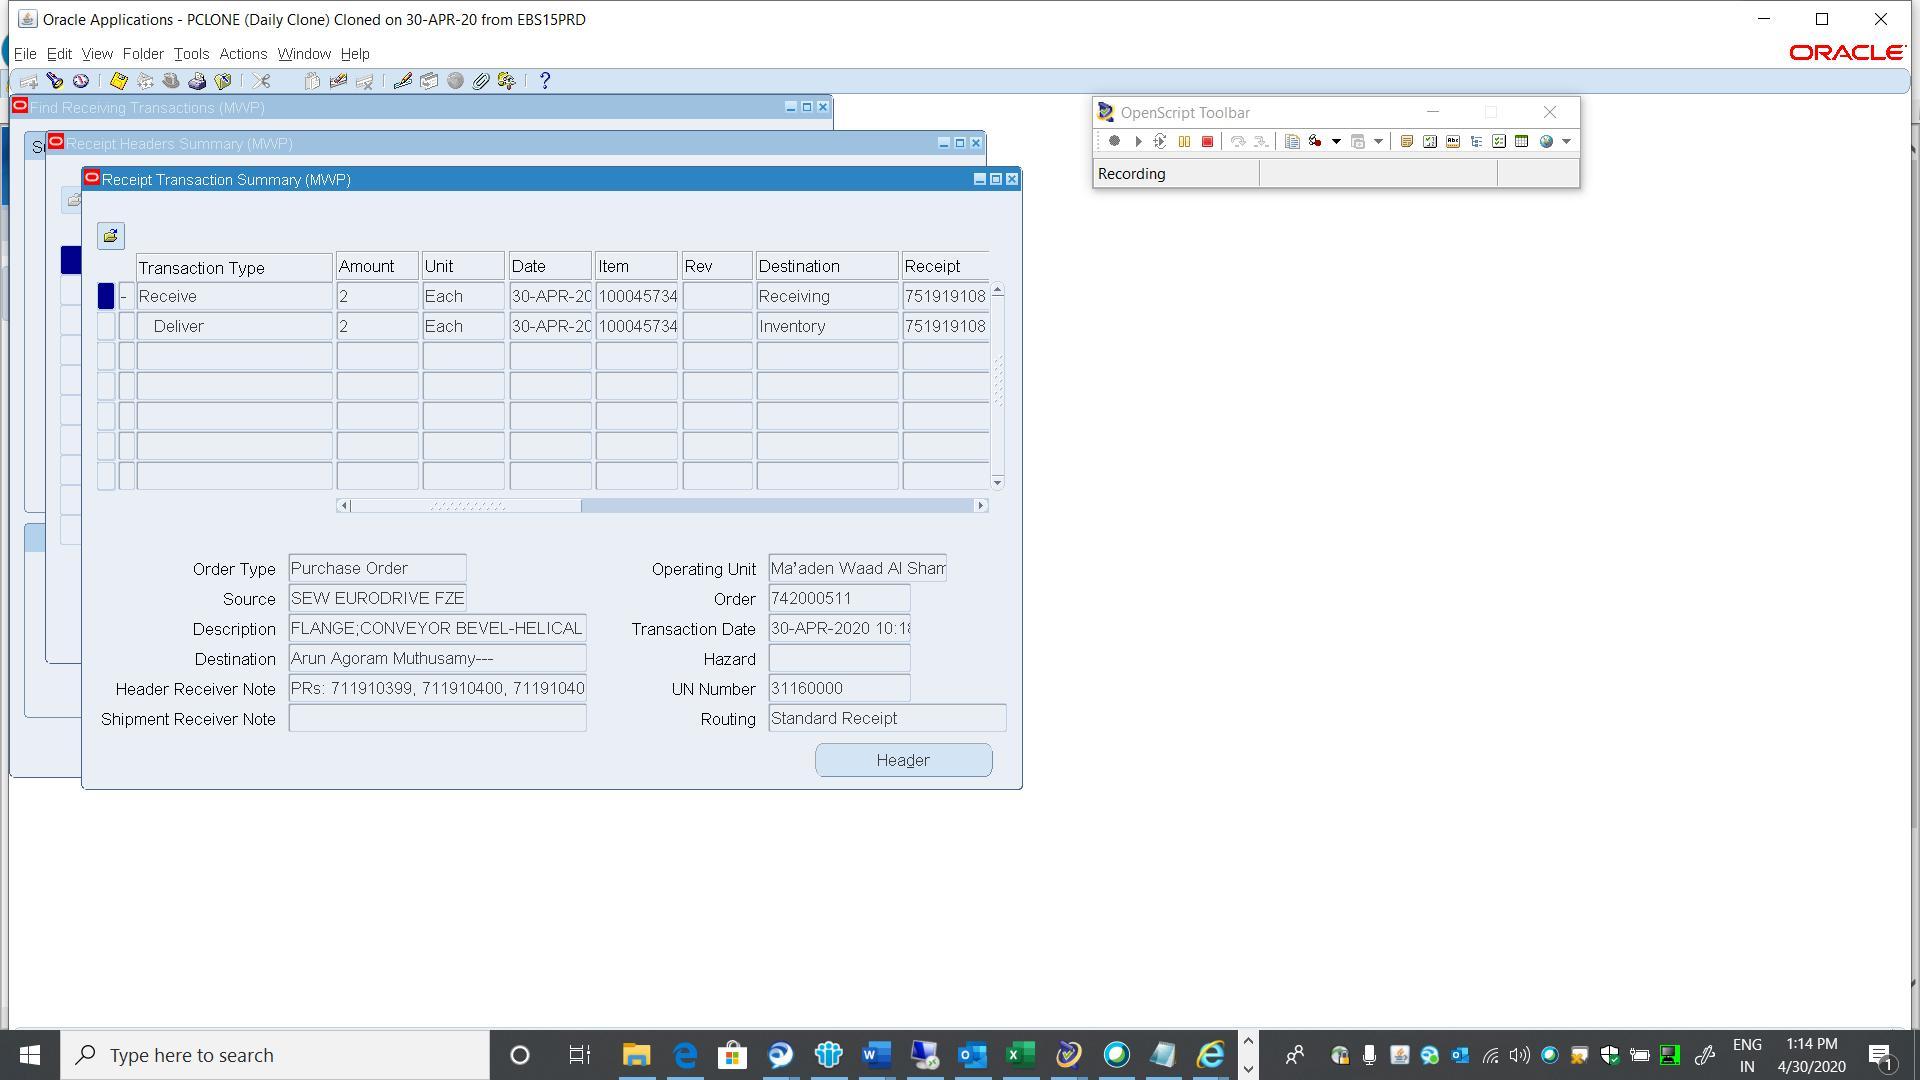 Oracle Applications - PCLONE (Daily Clone) Cloned on 30-APR-20 from EBS15PRD
File Edit View Folder Tools Actions Window Help
ORACLE
Find Receiving Transactions (MWP)
Receipt Headers Summary (MWP)
Receipt Transaction Summary (MWP)
OpenScript Toolbar
Recording
Transaction Type Amount Unit Date Item Rev Destination Receipt
- Receive 2 Each 30-APR-20 100045734 Receiving 751919108
Deliver 2 Each 30-APR-20 100045734 Inventory 751919108
Order Type Purchase Order Operating Unit Ma'aden Waad Al Sham
Source SEW EURODRIVE FZE Order 742000511
Description FLANGE;CONVEYOR BEVEL-HELICAL Transaction Date 30-APR-2020 10:18
Destination Arun Agoram Muthusamy--- Hazard
Header Receiver Note PRs: 711910399, 711910400, 71191040 UN Number 31160000
Shipment Receiver Note Routing Standard Receipt
Header
Type here to search
ENG 1:14 PM
IN 4/30/2020
1